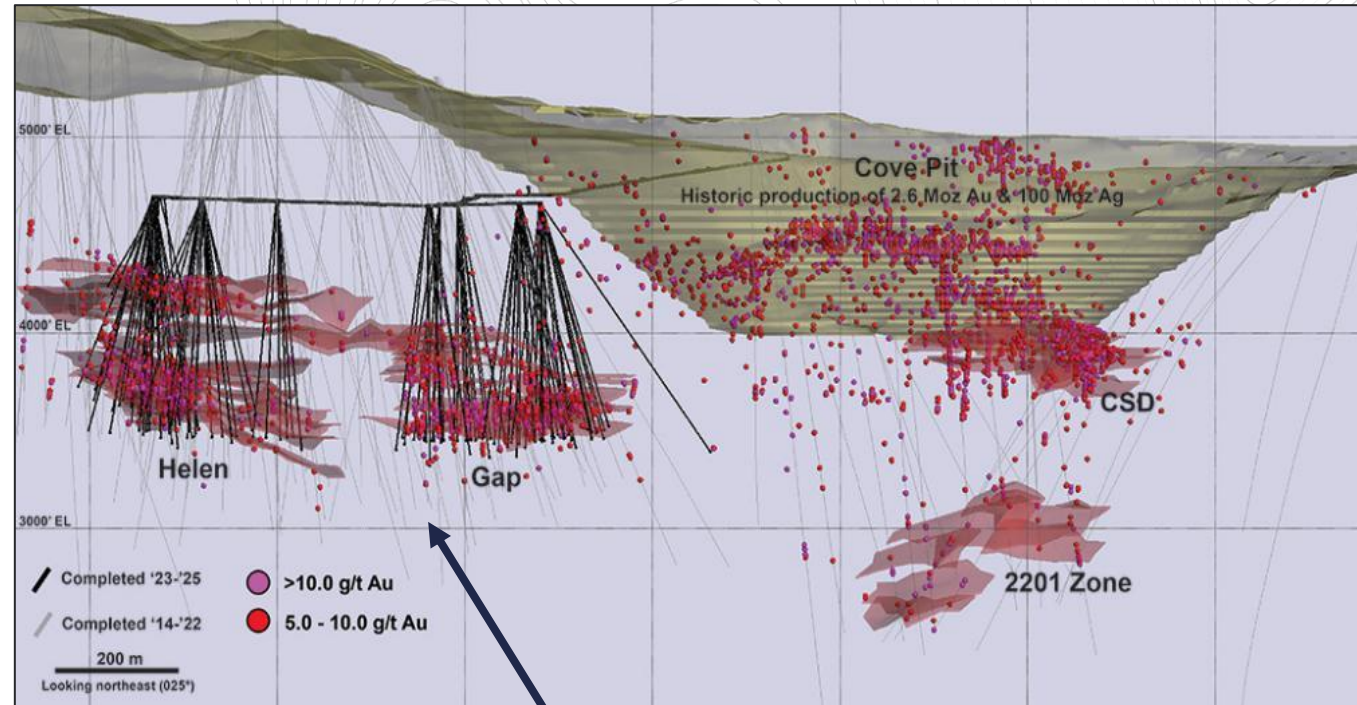 5000' EL
Cove Pit
Historic production of 2.6 Moz Au & 100 Moz Ag
4000' EL
CSD
Helen
Gap
3000' EL
2201 Zone
Completed '23-'25
>10.0 g/t Au
Completed '14-'22
5.0 - 10.0 g/t Au
200 m
Looking northeast (025°)